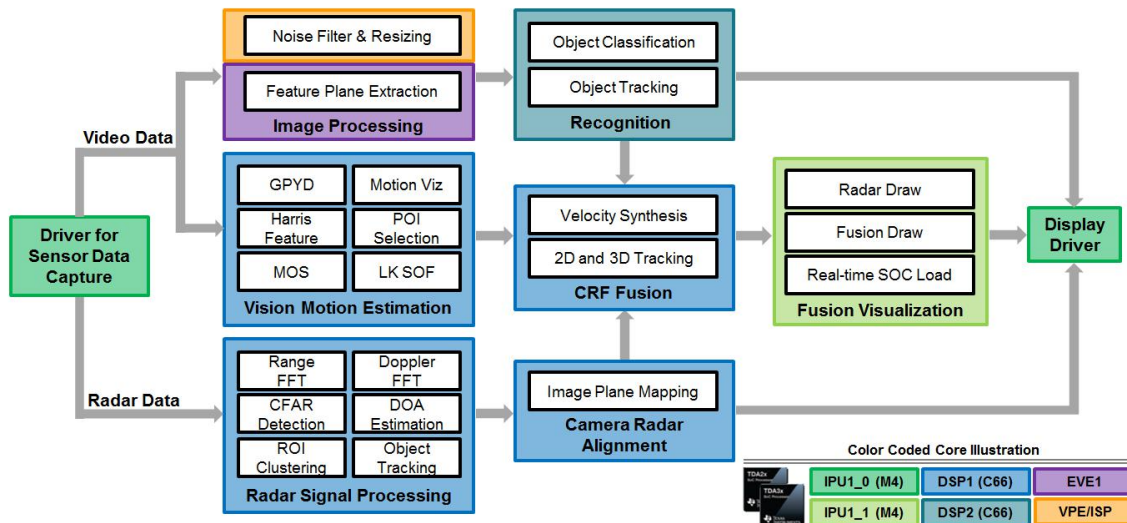 Noise Filter & Resizing
Feature Plane Extraction
Image Processing
Object Classification
Object Tracking
Recognition
Video Data
GPYD
Motion Viz
Harris
Feature
POI
Selection
MOS
LK SOF
Vision Motion Estimation
Velocity Synthesis
2D and 3D Tracking
CRF Fusion
Radar Draw
Fusion Draw
Real-time SOC Load
Fusion Visualization
Driver for
Sensor Data
Capture
Display
Driver
Radar Data
Range
FFT
Doppler
FFT
CFAR
Detection
DOA
Estimation
ROI
Clustering
Object
Tracking
Radar Signal Processing
Image Plane Mapping
Camera Radar
Alignment
Color Coded Core Illustration
TDA2x
TDA3x
IPU1_0 (M4)
DSP1 (C66)
EVE1
IPU1_1 (M4)
DSP2 (C66)
VPE/ISP